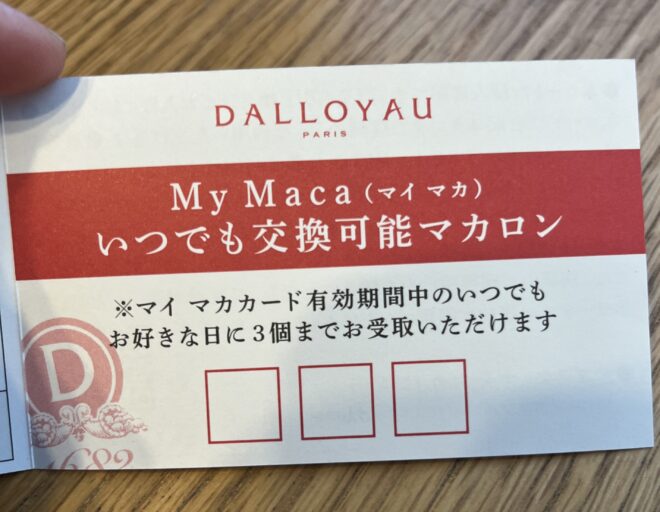 DALLOYAU
PARIS
My Maca（マイ マカ）
いつでも交換可能マカロン
※マイ マカカード有効期間中のいつでも
お好きな日に3個までお受取いただけます
D
1682